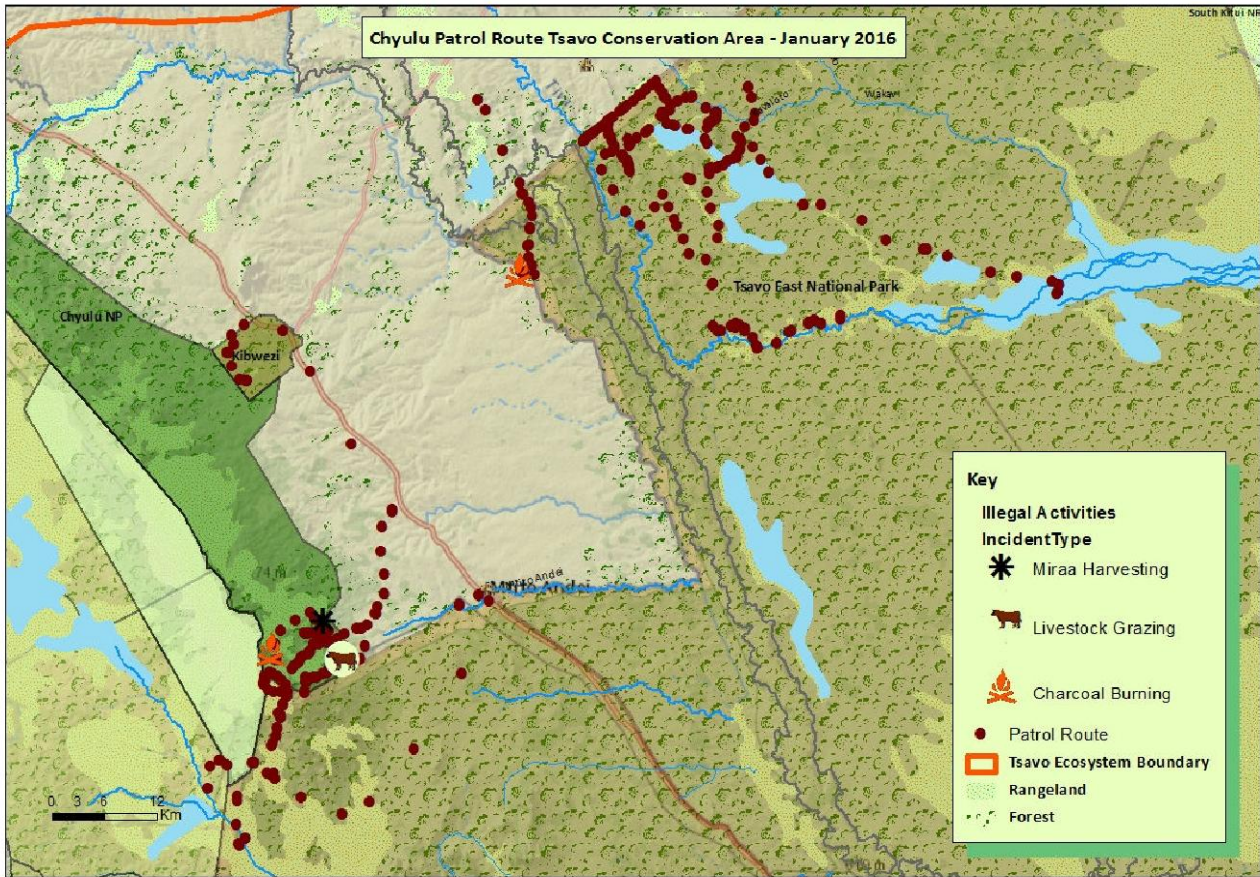 South Kitui NR
Chyulu Patrol Route Tsavo Conservation Area - January 2016
Tsavo East National Park
Chyulu NP
Kibwezi
Key
Illegal Activities
IncidentType
Miraa Harvesting
Livestock Grazing
Charcoal Burning
Patrol Route
Tsavo Ecosystem Boundary
Rangeland
Forest
0 3 6 12
Km